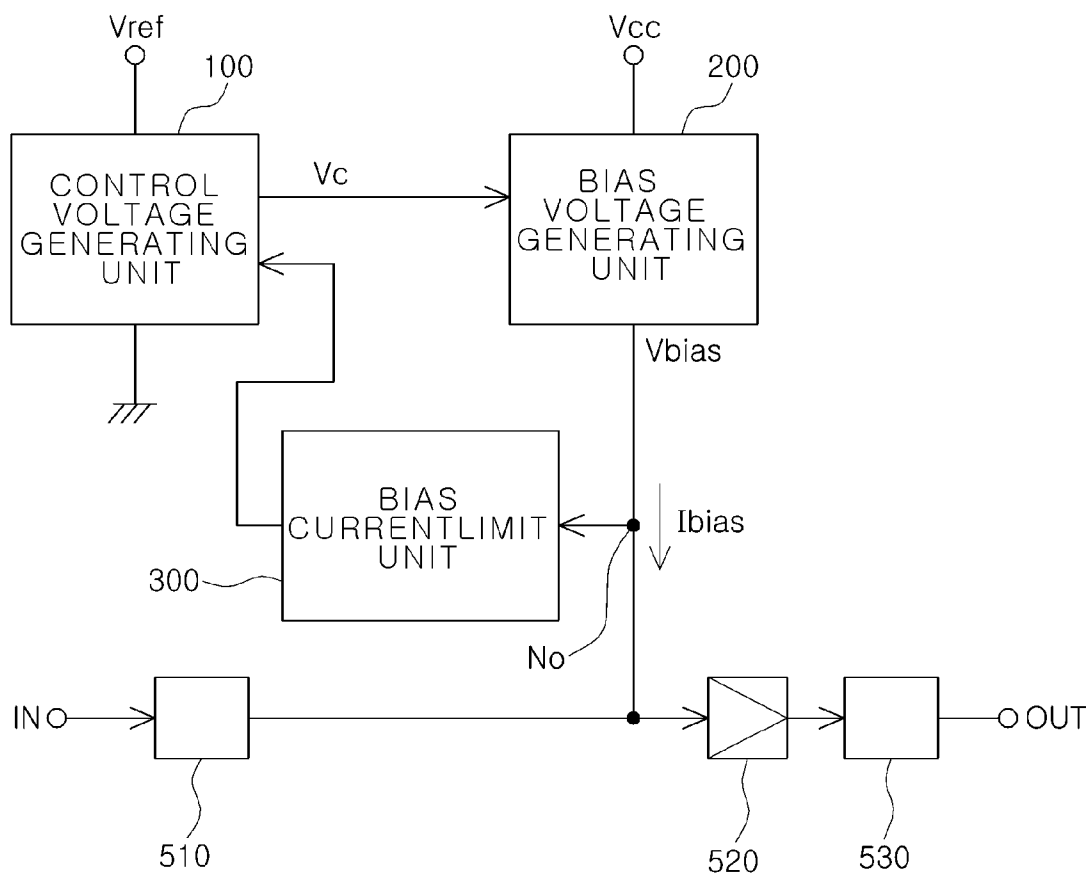 Vref
Vcc
100
200
CONTROL
VOLTAGE
GENERATING
UNIT
Vc
BIAS
VOLTAGE
GENERATING
UNIT
Vbias
BIAS
CURRENTLIMIT
UNIT
Ibias
300
No
IN
OUT
510
520
530